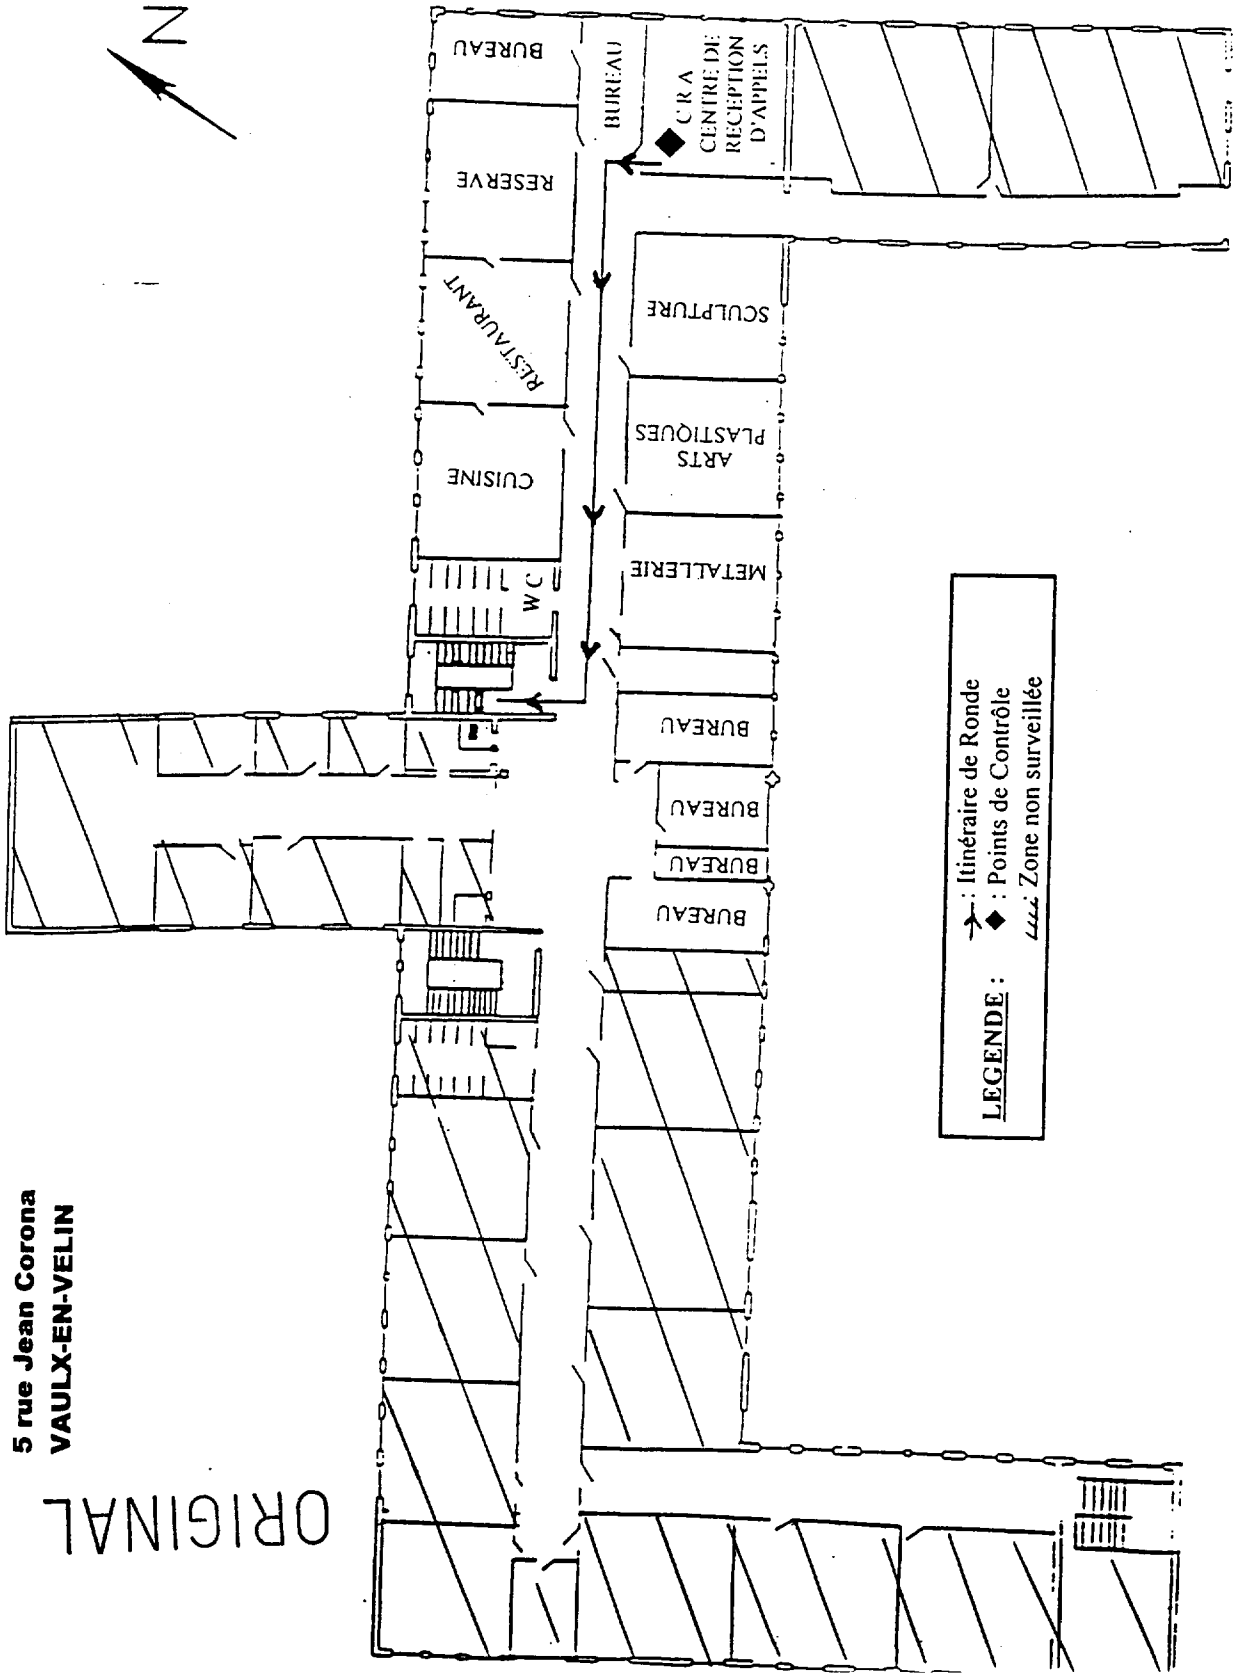 5 rue Jean Corona
VAULX-EN-VELIN
ORIGINAL
N
BUREAU
BUREAU
C R A
CENTRE DE
RECEPTION
D'APPELS
RESERVE
RESTAURANT
CUISINE
W C
SCULPTURE
ARTS
PLASTIQUES
METALLERIE
BUREAU
BUREAU
BUREAU
BUREAU
LEGENDE :
: Itinéraire de Ronde
: Points de Contrôle
: Zone non surveillée